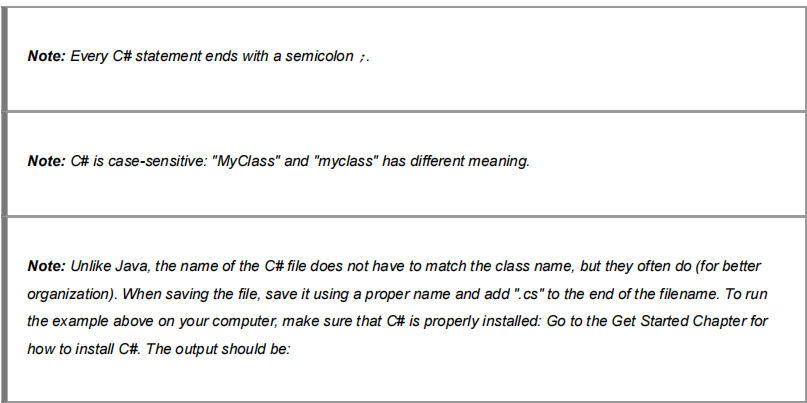 Note: Every C# statement ends with a semicolon ;.
Note: C# is case-sensitive: "MyClass" and "myclass" has different meaning.
Note: Unlike Java, the name of the C# file does not have to match the class name, but they often do (for better
organization). When saving the file, save it using a proper name and add ".cs" to the end of the filename. To run
the example above on your computer, make sure that C# is properly installed: Go to the Get Started Chapter for
how to install C#. The output should be: